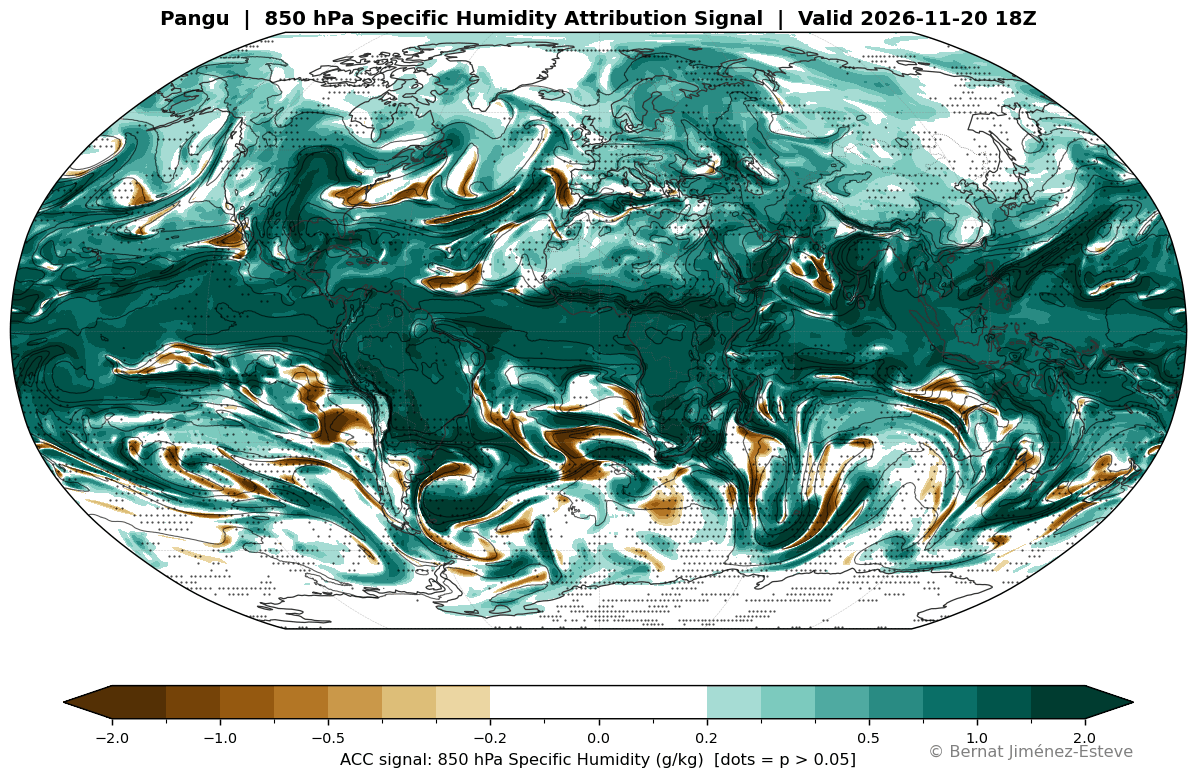 Pangu | 850 hPa Specific Humidity Attribution Signal | Valid 2026-11-20 18Z
−2.0 −1.0 −0.5 −0.2 0.0 0.2 0.5 1.0 2.0
ACC signal: 850 hPa Specific Humidity (g/kg) [dots = p > 0.05]
© Bernat Jiménez-Esteve